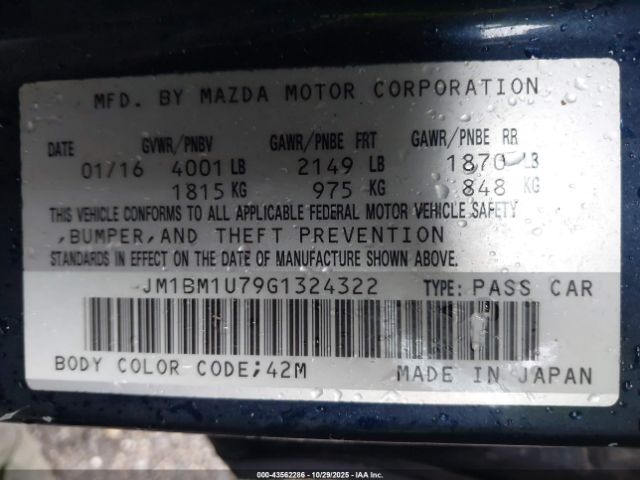 MFD. BY MAZDA MOTOR CORPORATION
DATE GVWR/PNBV GAWR/PNBE FRT GAWR/PNBE RR
01/16 4001 LB 2149 LB 1870 LB
1815 KG 975 KG 848 KG
THIS VEHICLE CONFORMS TO ALL APPLICABLE FEDERAL MOTOR VEHICLE SAFETY
,BUMPER,AND THEFT PREVENTION
STANDARDS IN EFFECT ON THE DATE OF MANUFACTURE SHOWN ABOVE.
JM1BM1U79G1324322 TYPE: PASS CAR
BODY COLOR CODE;42M MADE IN JAPAN
000-43562286 - 10/29/2025 - IAA Inc.